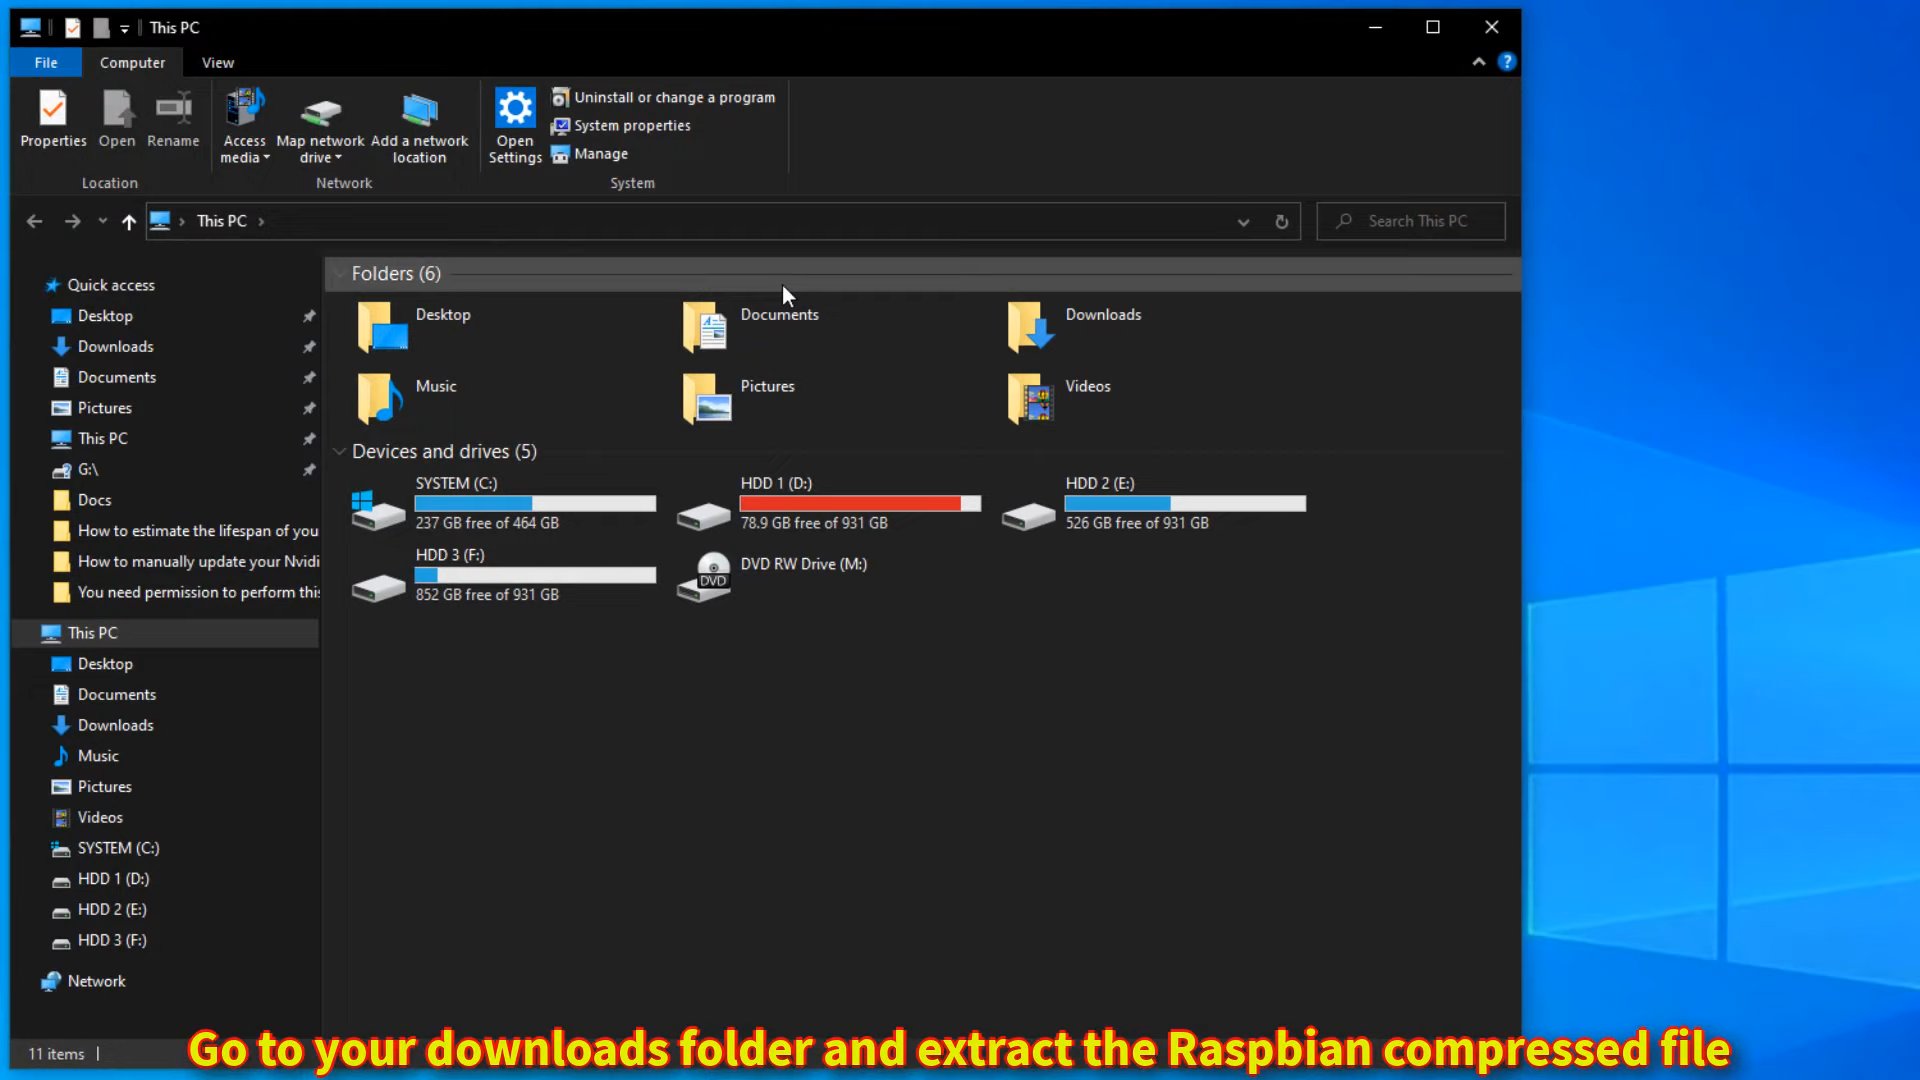 This PC
File
Computer
View
?
Properties
Open
Rename
Access
media
Map network
drive
Add a network
location
Open
Settings
Uninstall or change a program
System properties
Manage
Location
Network
System
This PC
Search This PC
Quick access
Desktop
Downloads
Documents
Pictures
This PC
G:\
Docs
How to estimate the lifespan of you
How to manually update your Nvidi
You need permission to perform this
This PC
Desktop
Documents
Downloads
Music
Pictures
Videos
SYSTEM (C:)
HDD 1 (D:)
HDD 2 (E:)
HDD 3 (F:)
Network
Folders (6)
Desktop
Documents
Downloads
Music
Pictures
Videos
Devices and drives (5)
SYSTEM (C:)
237 GB free of 464 GB
HDD 1 (D:)
78.9 GB free of 931 GB
HDD 2 (E:)
526 GB free of 931 GB
HDD 3 (F:)
852 GB free of 931 GB
DVD
DVD RW Drive (M:)
11 items
Go to your downloads folder and extract the Raspbian compressed file